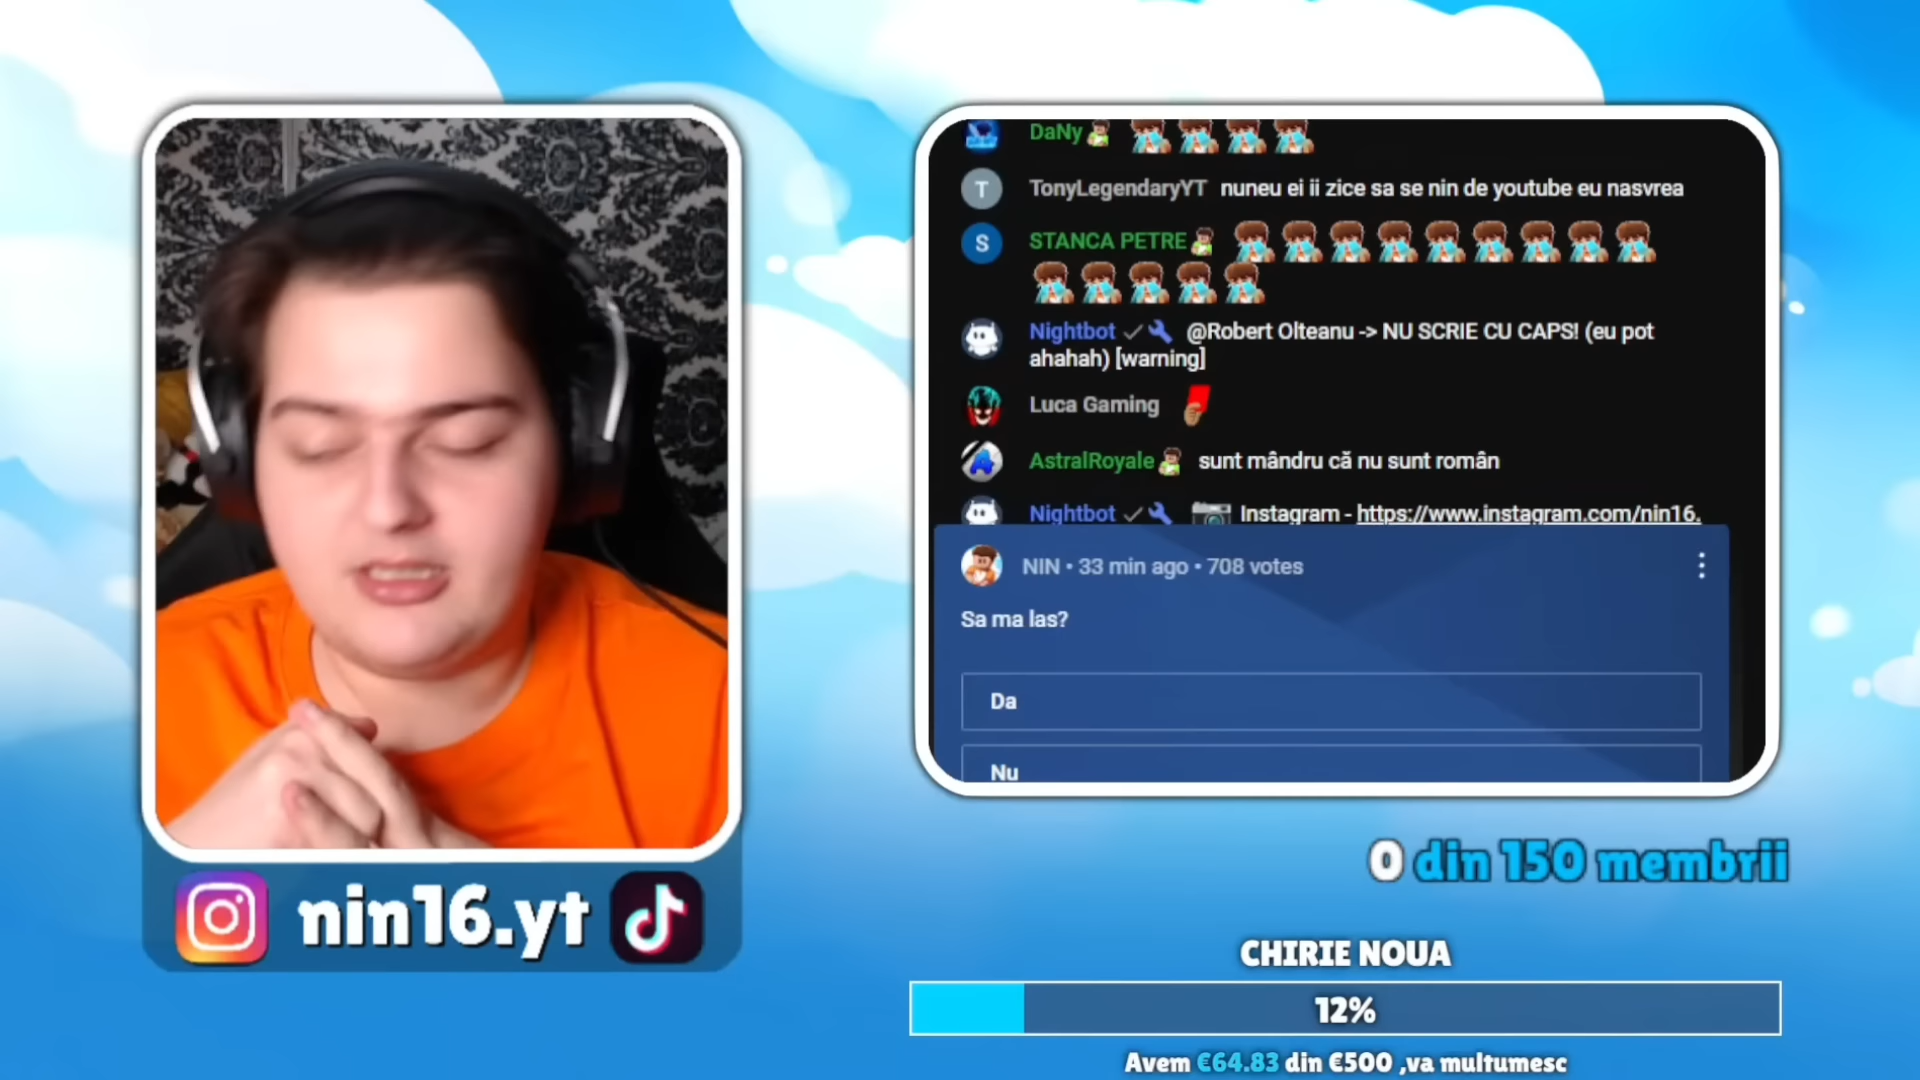 DaNy
TonyLegendaryYT nuneu ei ii zice sa se nin de youtube eu nasvrea
T
S
STANCA PETRE
Nightbot @Robert Olteanu -> NU SCRIE CU CAPS! (eu pot
ahahah) [warning]
Luca Gaming
AstralRoyale sunt mândru că nu sunt român
Nightbot Instagram - https://www.instagram.com/nin16.
NIN • 33 min ago • 708 votes
Sa ma las?
Da
Nu
0 din 150 membrii
nin16.yt
CHIRIE NOUA
12%
Avem €64.83 din €500 ,va multumesc